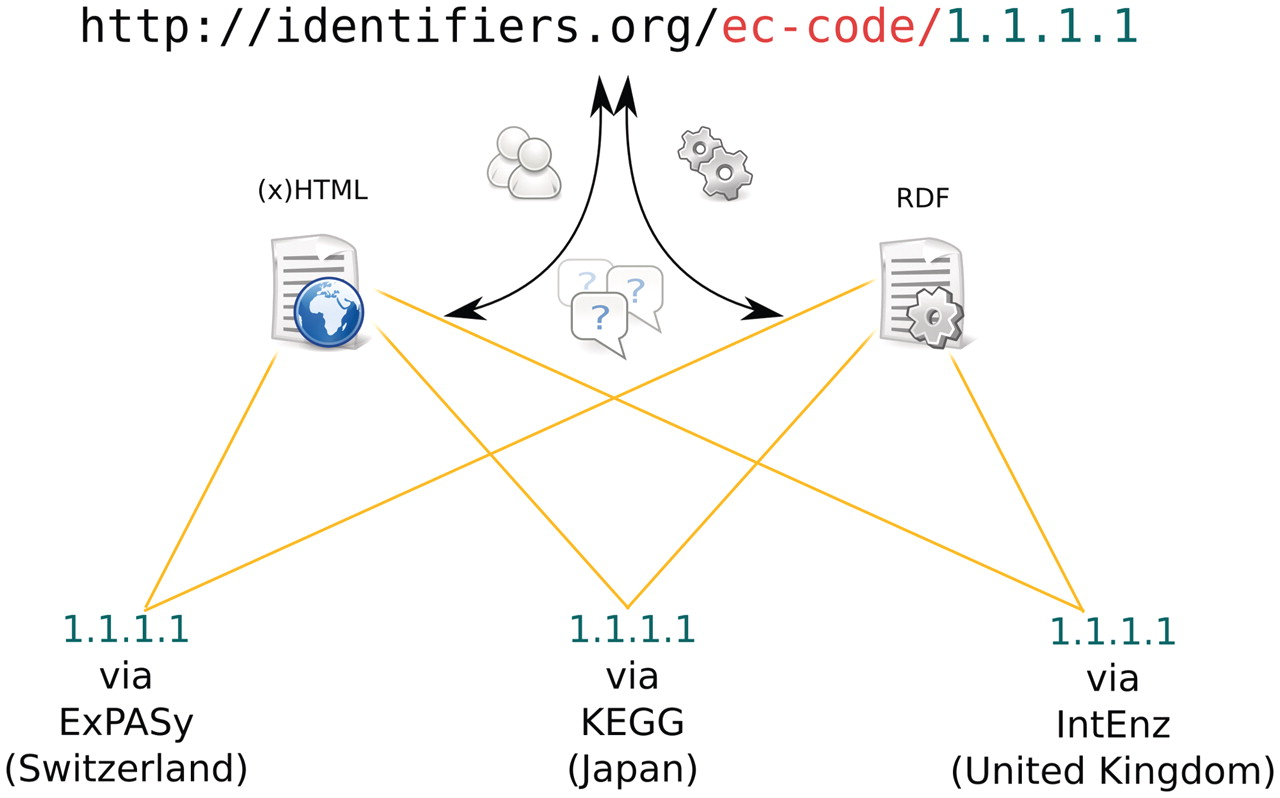 http://identifiers.org/ec-code/1.1.1.1
(x)HTML
RDF
?
?
?
1.1.1.1
via
ExPASy
(Switzerland)
1.1.1.1
via
KEGG
(Japan)
1.1.1.1
via
IntEnz
(United Kingdom)